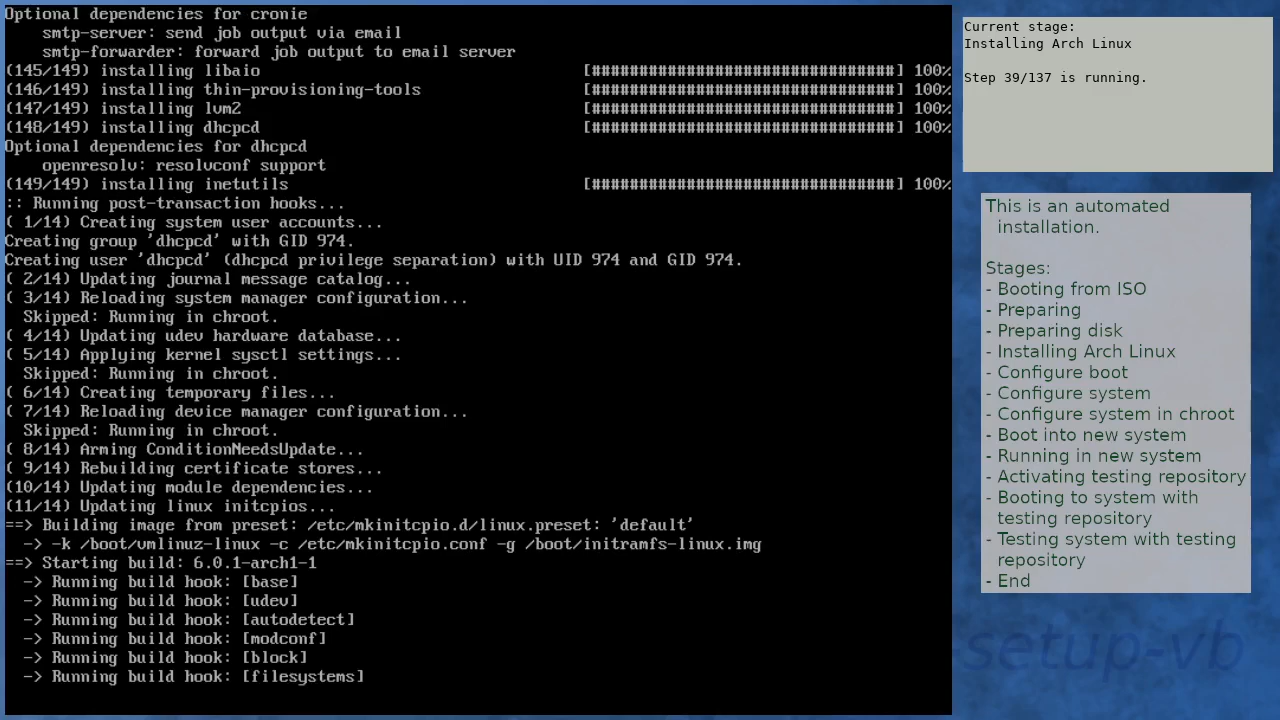 Optional dependencies for cronie
    smtp-server: send job output via email
    smtp-forwarder: forward job output to email server
(145/149) installing libaio [################################] 100%
(146/149) installing thin-provisioning-tools [################################] 100%
(147/149) installing lvm2 [################################] 100%
(148/149) installing dhcpcd [################################] 100%
Optional dependencies for dhcpcd
    openresolv: resolvconf support
(149/149) installing inetutils [################################] 100%
:: Running post-transaction hooks...
( 1/14) Creating system user accounts...
Creating group 'dhcpcd' with GID 974.
Creating user 'dhcpcd' (dhcpcd privilege separation) with UID 974 and GID 974.
( 2/14) Updating journal message catalog...
( 3/14) Reloading system manager configuration...
  Skipped: Running in chroot.
( 4/14) Updating udev hardware database...
( 5/14) Applying kernel sysctl settings...
  Skipped: Running in chroot.
( 6/14) Creating temporary files...
( 7/14) Reloading device manager configuration...
  Skipped: Running in chroot.
( 8/14) Arming ConditionNeedsUpdate...
( 9/14) Rebuilding certificate stores...
(10/14) Updating module dependencies...
(11/14) Updating linux initcpios...
==> Building image from preset: /etc/mkinitcpio.d/linux.preset: 'default'
  -> -k /boot/vmlinuz-linux -c /etc/mkinitcpio.conf -g /boot/initramfs-linux.img
==> Starting build: 6.0.1-arch1-1
  -> Running build hook: [base]
  -> Running build hook: [udev]
  -> Running build hook: [autodetect]
  -> Running build hook: [modconf]
  -> Running build hook: [block]
  -> Running build hook: [filesystems]
Current stage:
Installing Arch Linux
Step 39/137 is running.
This is an automated
installation.
Stages:
- Booting from ISO
- Preparing
- Preparing disk
- Installing Arch Linux
- Configure boot
- Configure system
- Configure system in chroot
- Boot into new system
- Running in new system
- Activating testing repository
- Booting to system with
testing repository
- Testing system with testing
repository
- End
-setup-vb